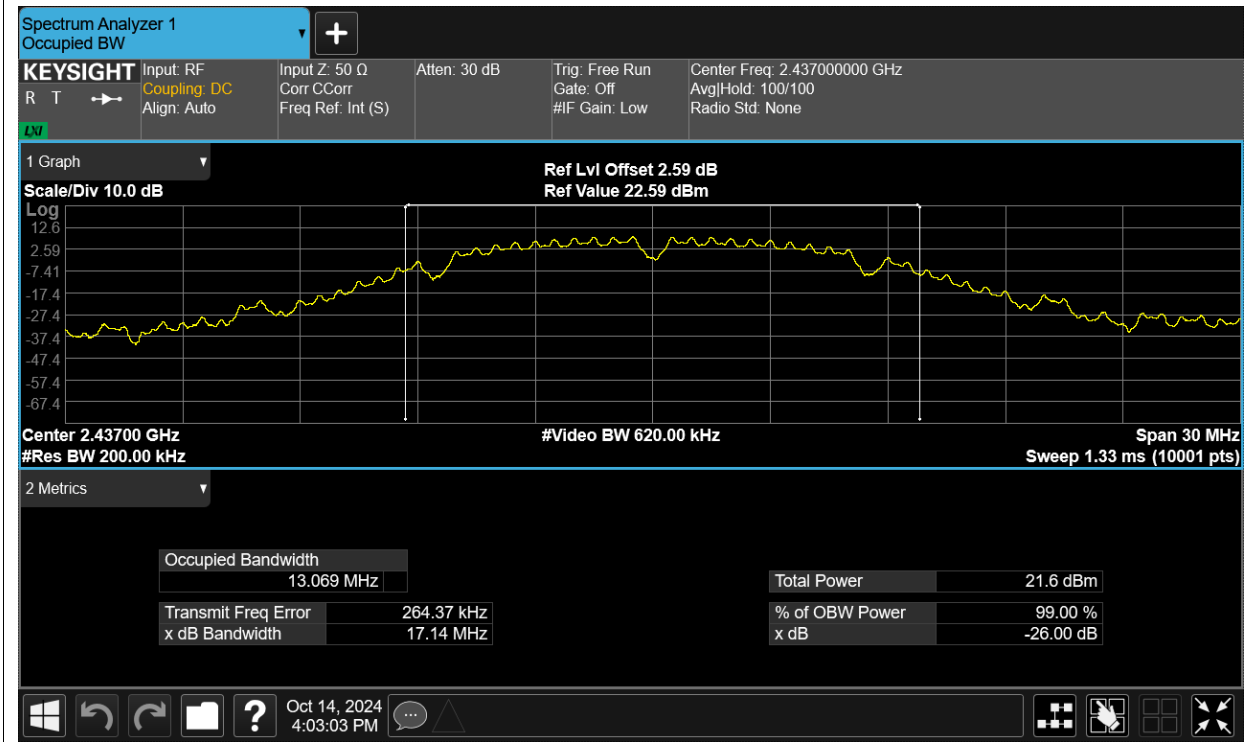 Spectrum Analyzer 1
Occupied BW
KEYSIGHT
R T
LXI
Input: RF
Coupling: DC
Align: Auto
Input Z: 50 Ω
Corr CCorr
Freq Ref: Int (S)
Atten: 30 dB
Trig: Free Run
Gate: Off
#IF Gain: Low
Center Freq: 2.437000000 GHz
Avg|Hold: 100/100
Radio Std: None
1 Graph
Scale/Div 10.0 dB
Ref Lvl Offset 2.59 dB
Ref Value 22.59 dBm
Log
12.6
2.59
-7.41
-17.4
-27.4
-37.4
-47.4
-57.4
-67.4
Center 2.43700 GHz
#Res BW 200.00 kHz
#Video BW 620.00 kHz
Span 30 MHz
Sweep 1.33 ms (10001 pts)
2 Metrics
Occupied Bandwidth
13.069 MHz
Transmit Freq Error 264.37 kHz
x dB Bandwidth 17.14 MHz
Total Power 21.6 dBm
% of OBW Power 99.00 %
x dB -26.00 dB
?
Oct 14, 2024
4:03:03 PM